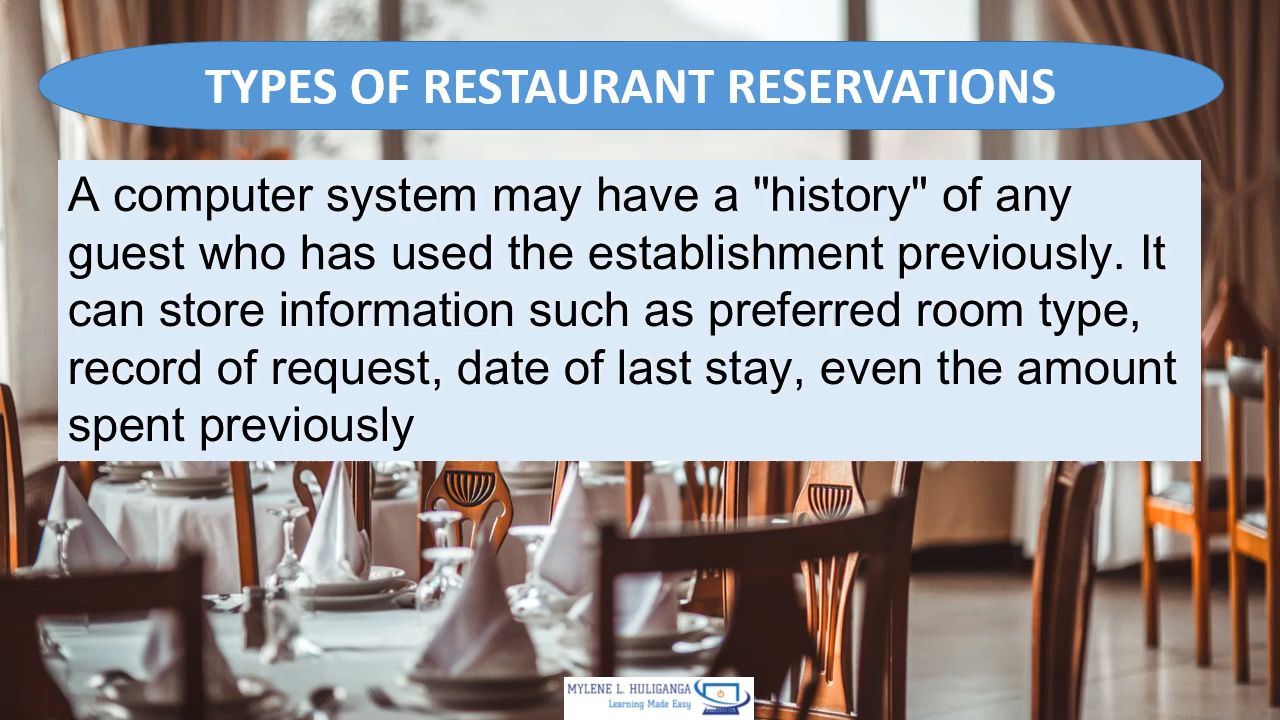 TYPES OF RESTAURANT RESERVATIONS
A computer system may have a "history" of any
guest who has used the establishment previously. It
can store information such as preferred room type,
record of request, date of last stay, even the amount
spent previously
MYLENE L. HULIGANGA
Learning Made Easy